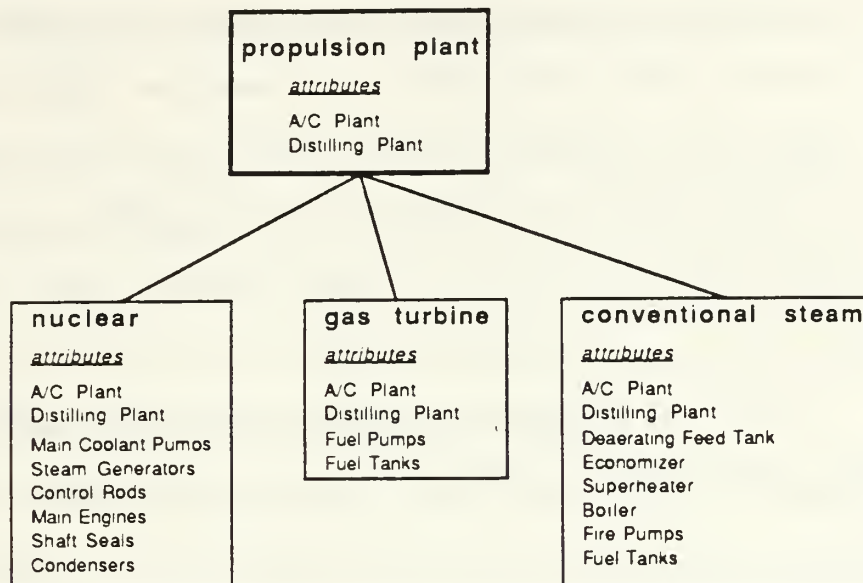 propulsion plant
attributes
A/C Plant
Distilling Plant
nuclear
attributes
A/C Plant
Distilling Plant
Main Coolant Pumos
Steam Generators
Control Rods
Main Engines
Shaft Seals
Condensers
gas turbine
attributes
A/C Plant
Distilling Plant
Fuel Pumps
Fuel Tanks
conventional steam
attributes
A/C Plant
Distilling Plant
Deaerating Feed Tank
Economizer
Superheater
Boiler
Fire Pumps
Fuel Tanks